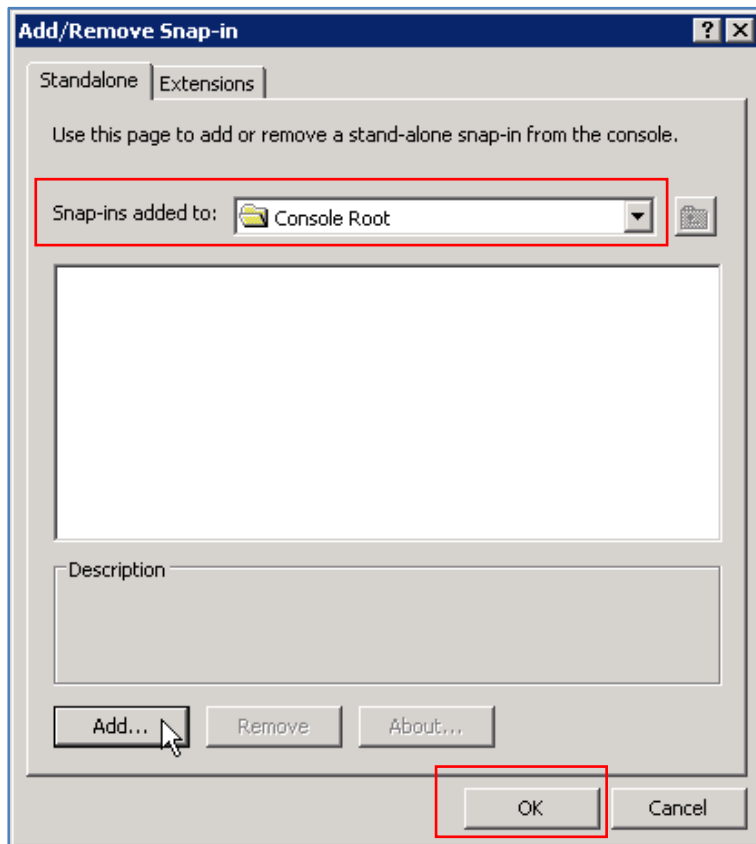 Add/Remove Snap-in
Standalone
Extensions
Use this page to add or remove a stand-alone snap-in from the console.
Snap-ins added to:
Console Root
Description
Add...
Remove
About...
OK
Cancel